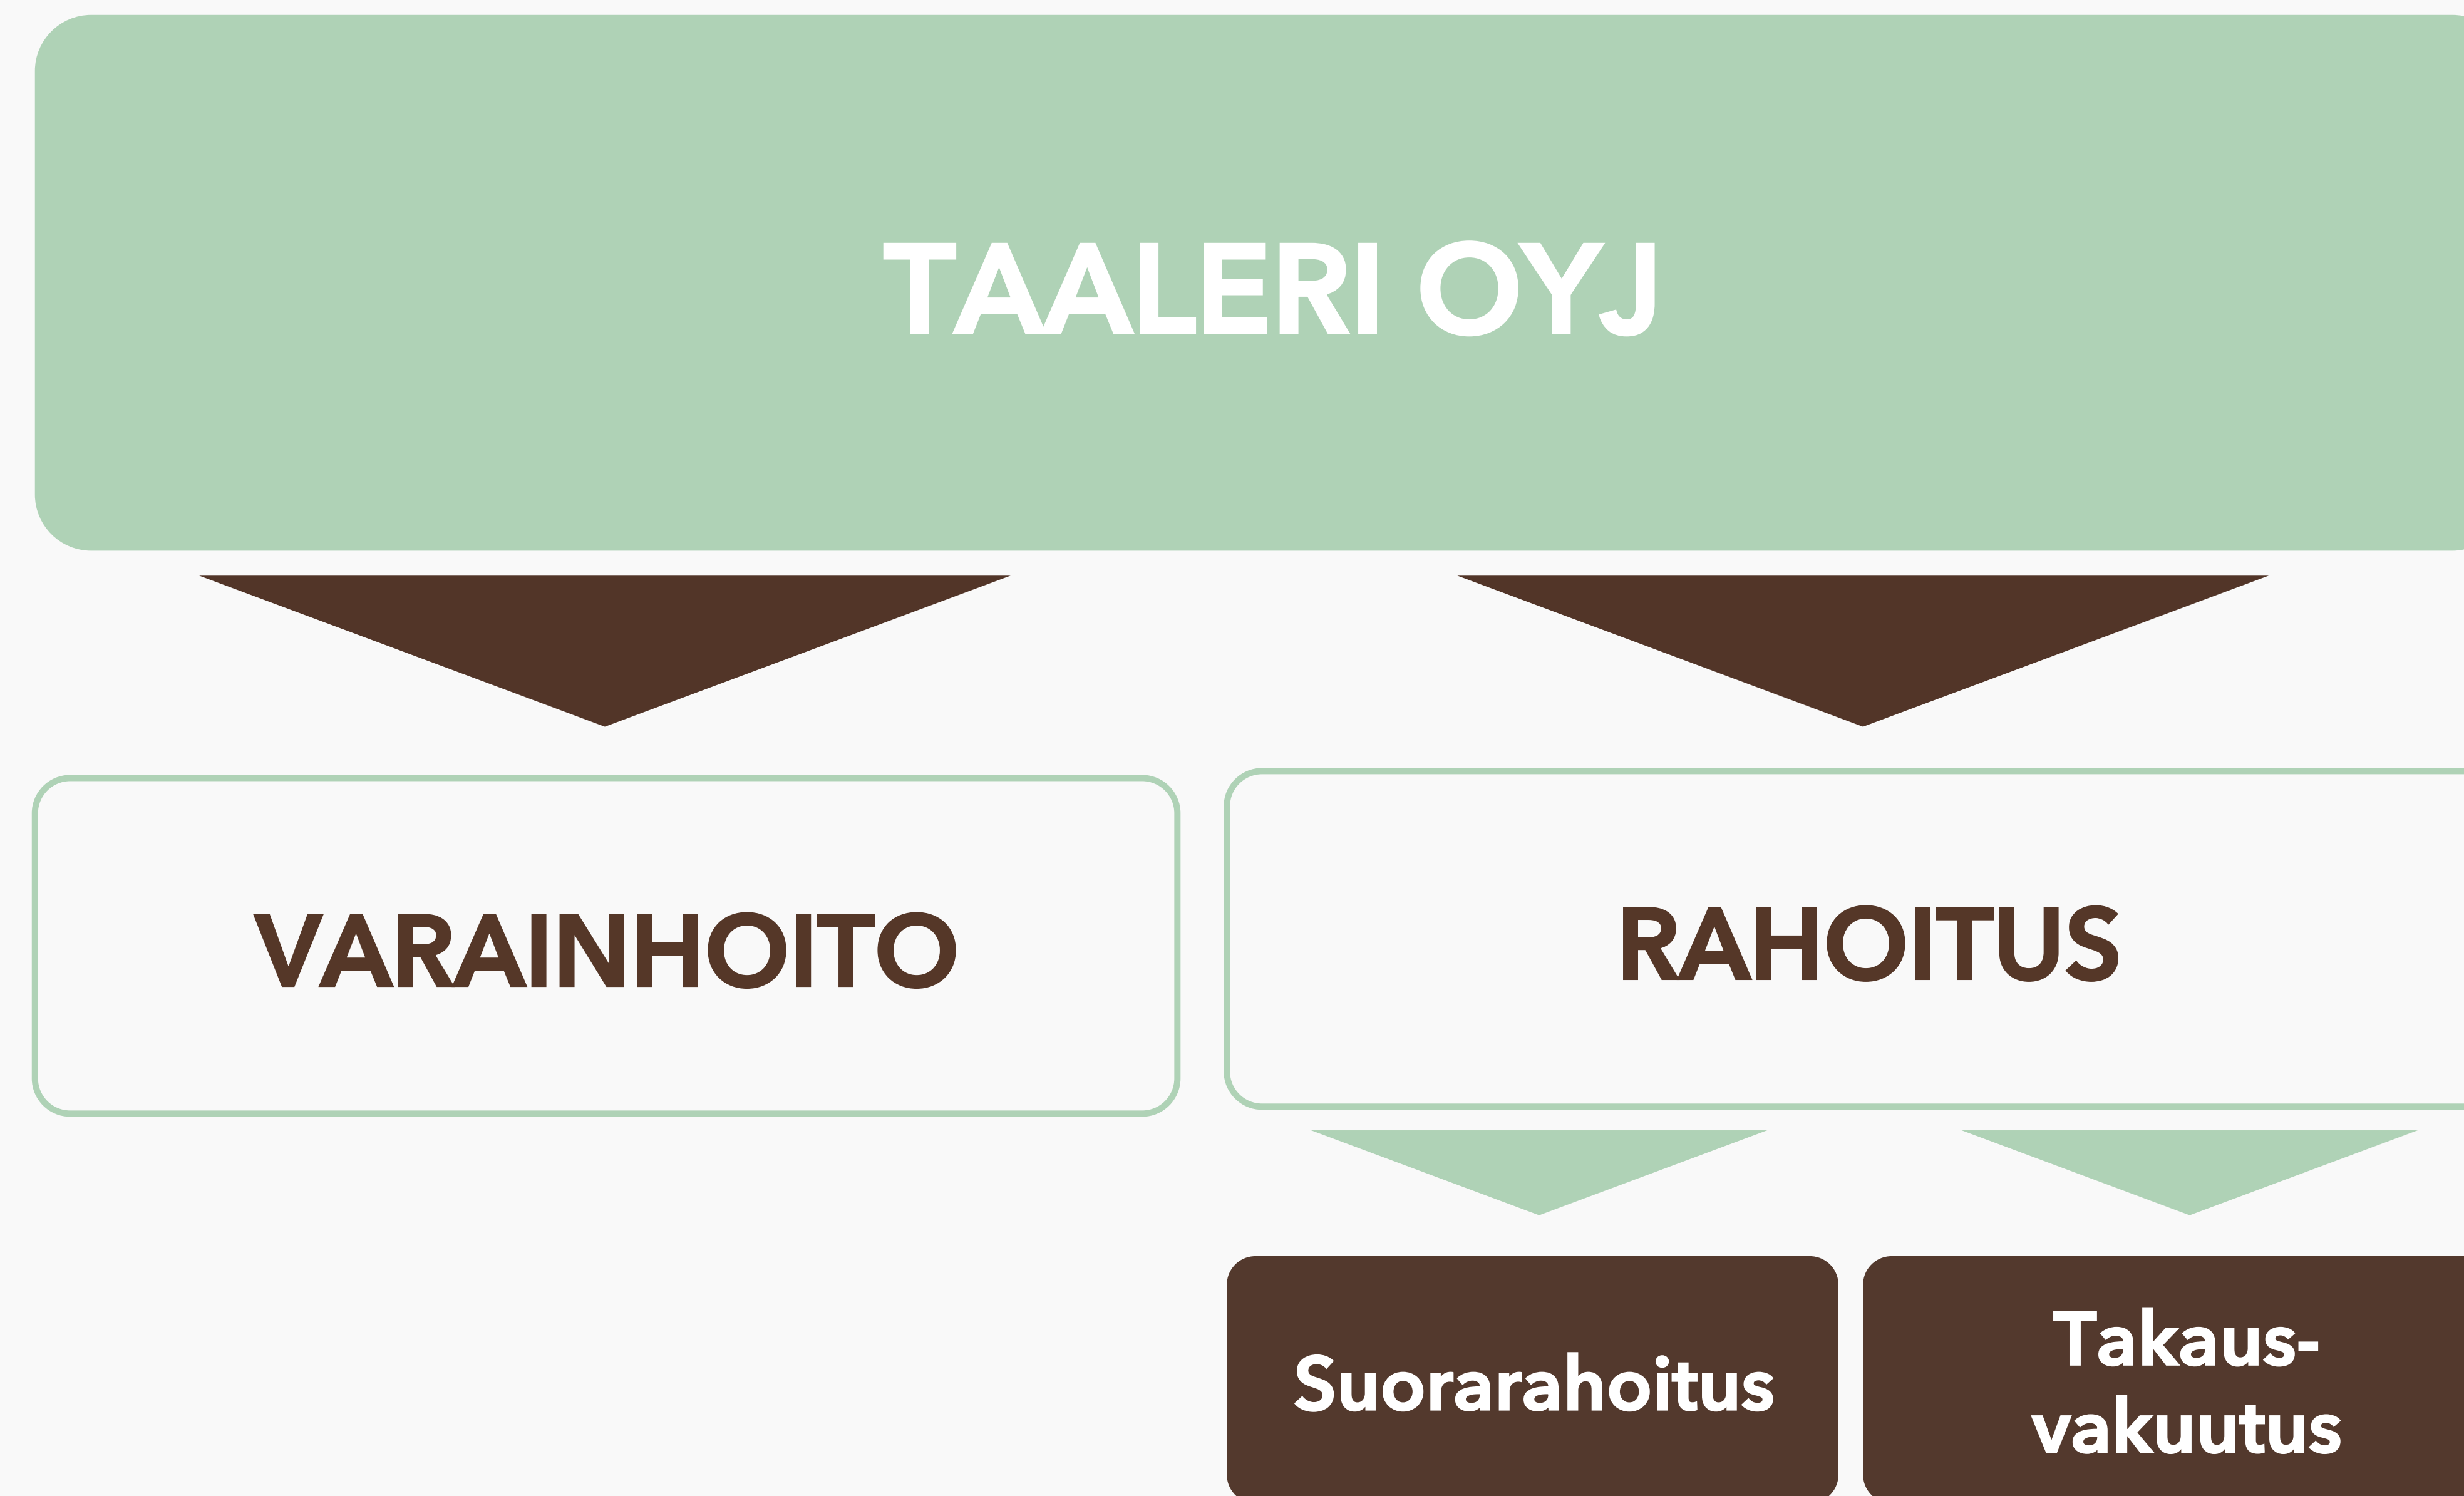 TAALERI OYJ
VARAINHOITO
RAHOITUS
Suorarahoitus
Takaus-
vakuutus